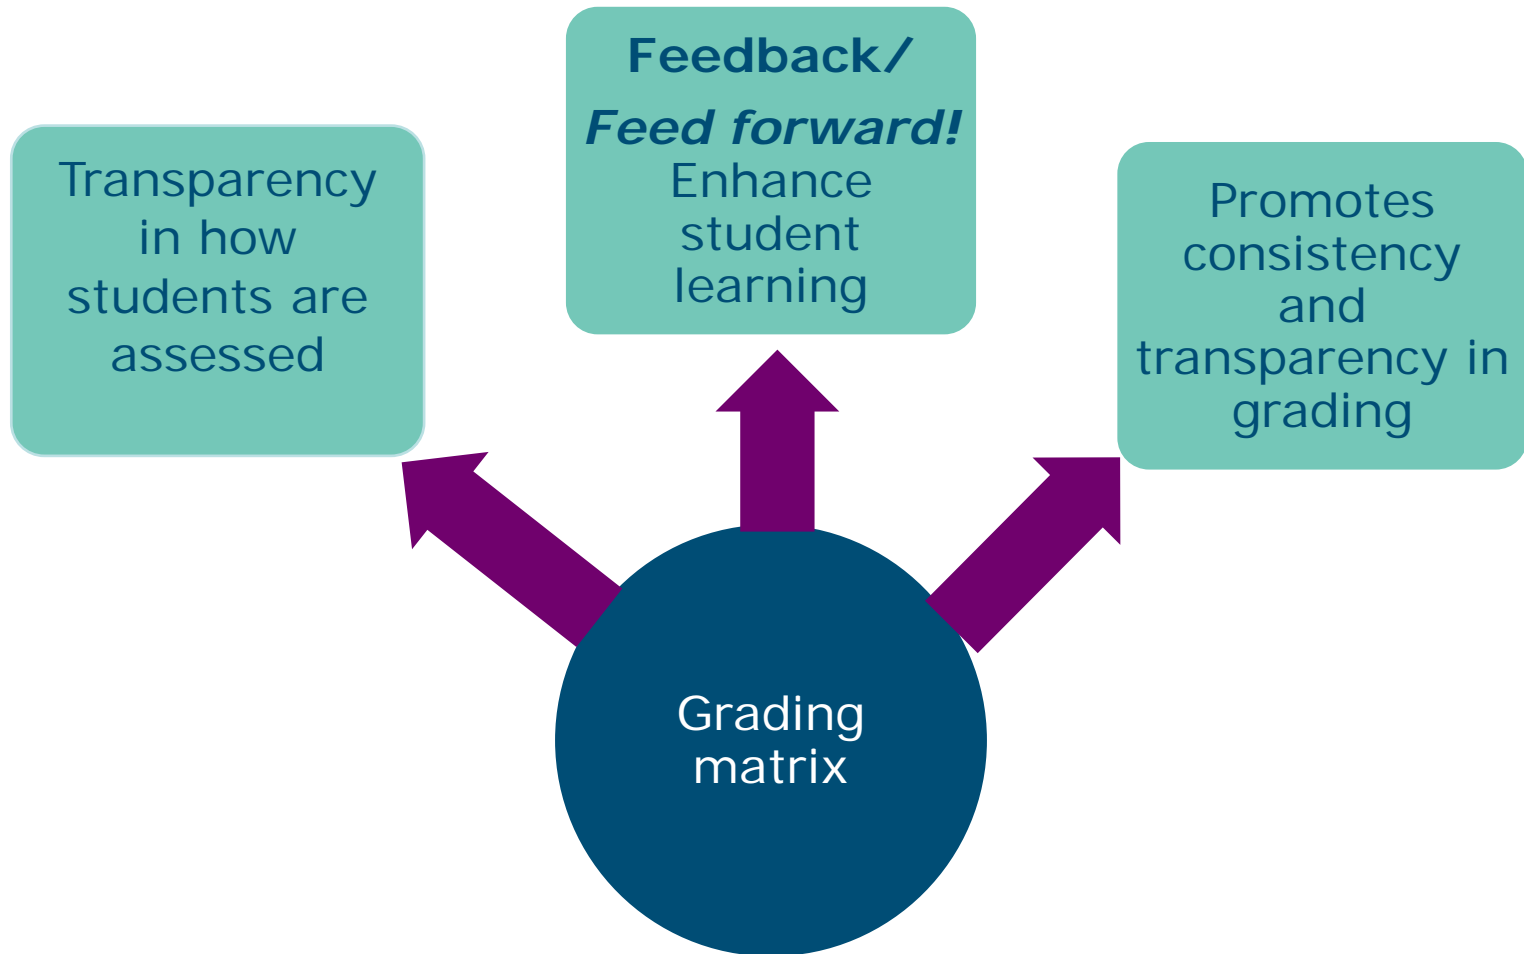 Transparency
in how
students are
assessed
Feedback/
Feed forward!
Enhance
student
learning
Promotes
consistency
and
transparency in
grading
Grading
matrix